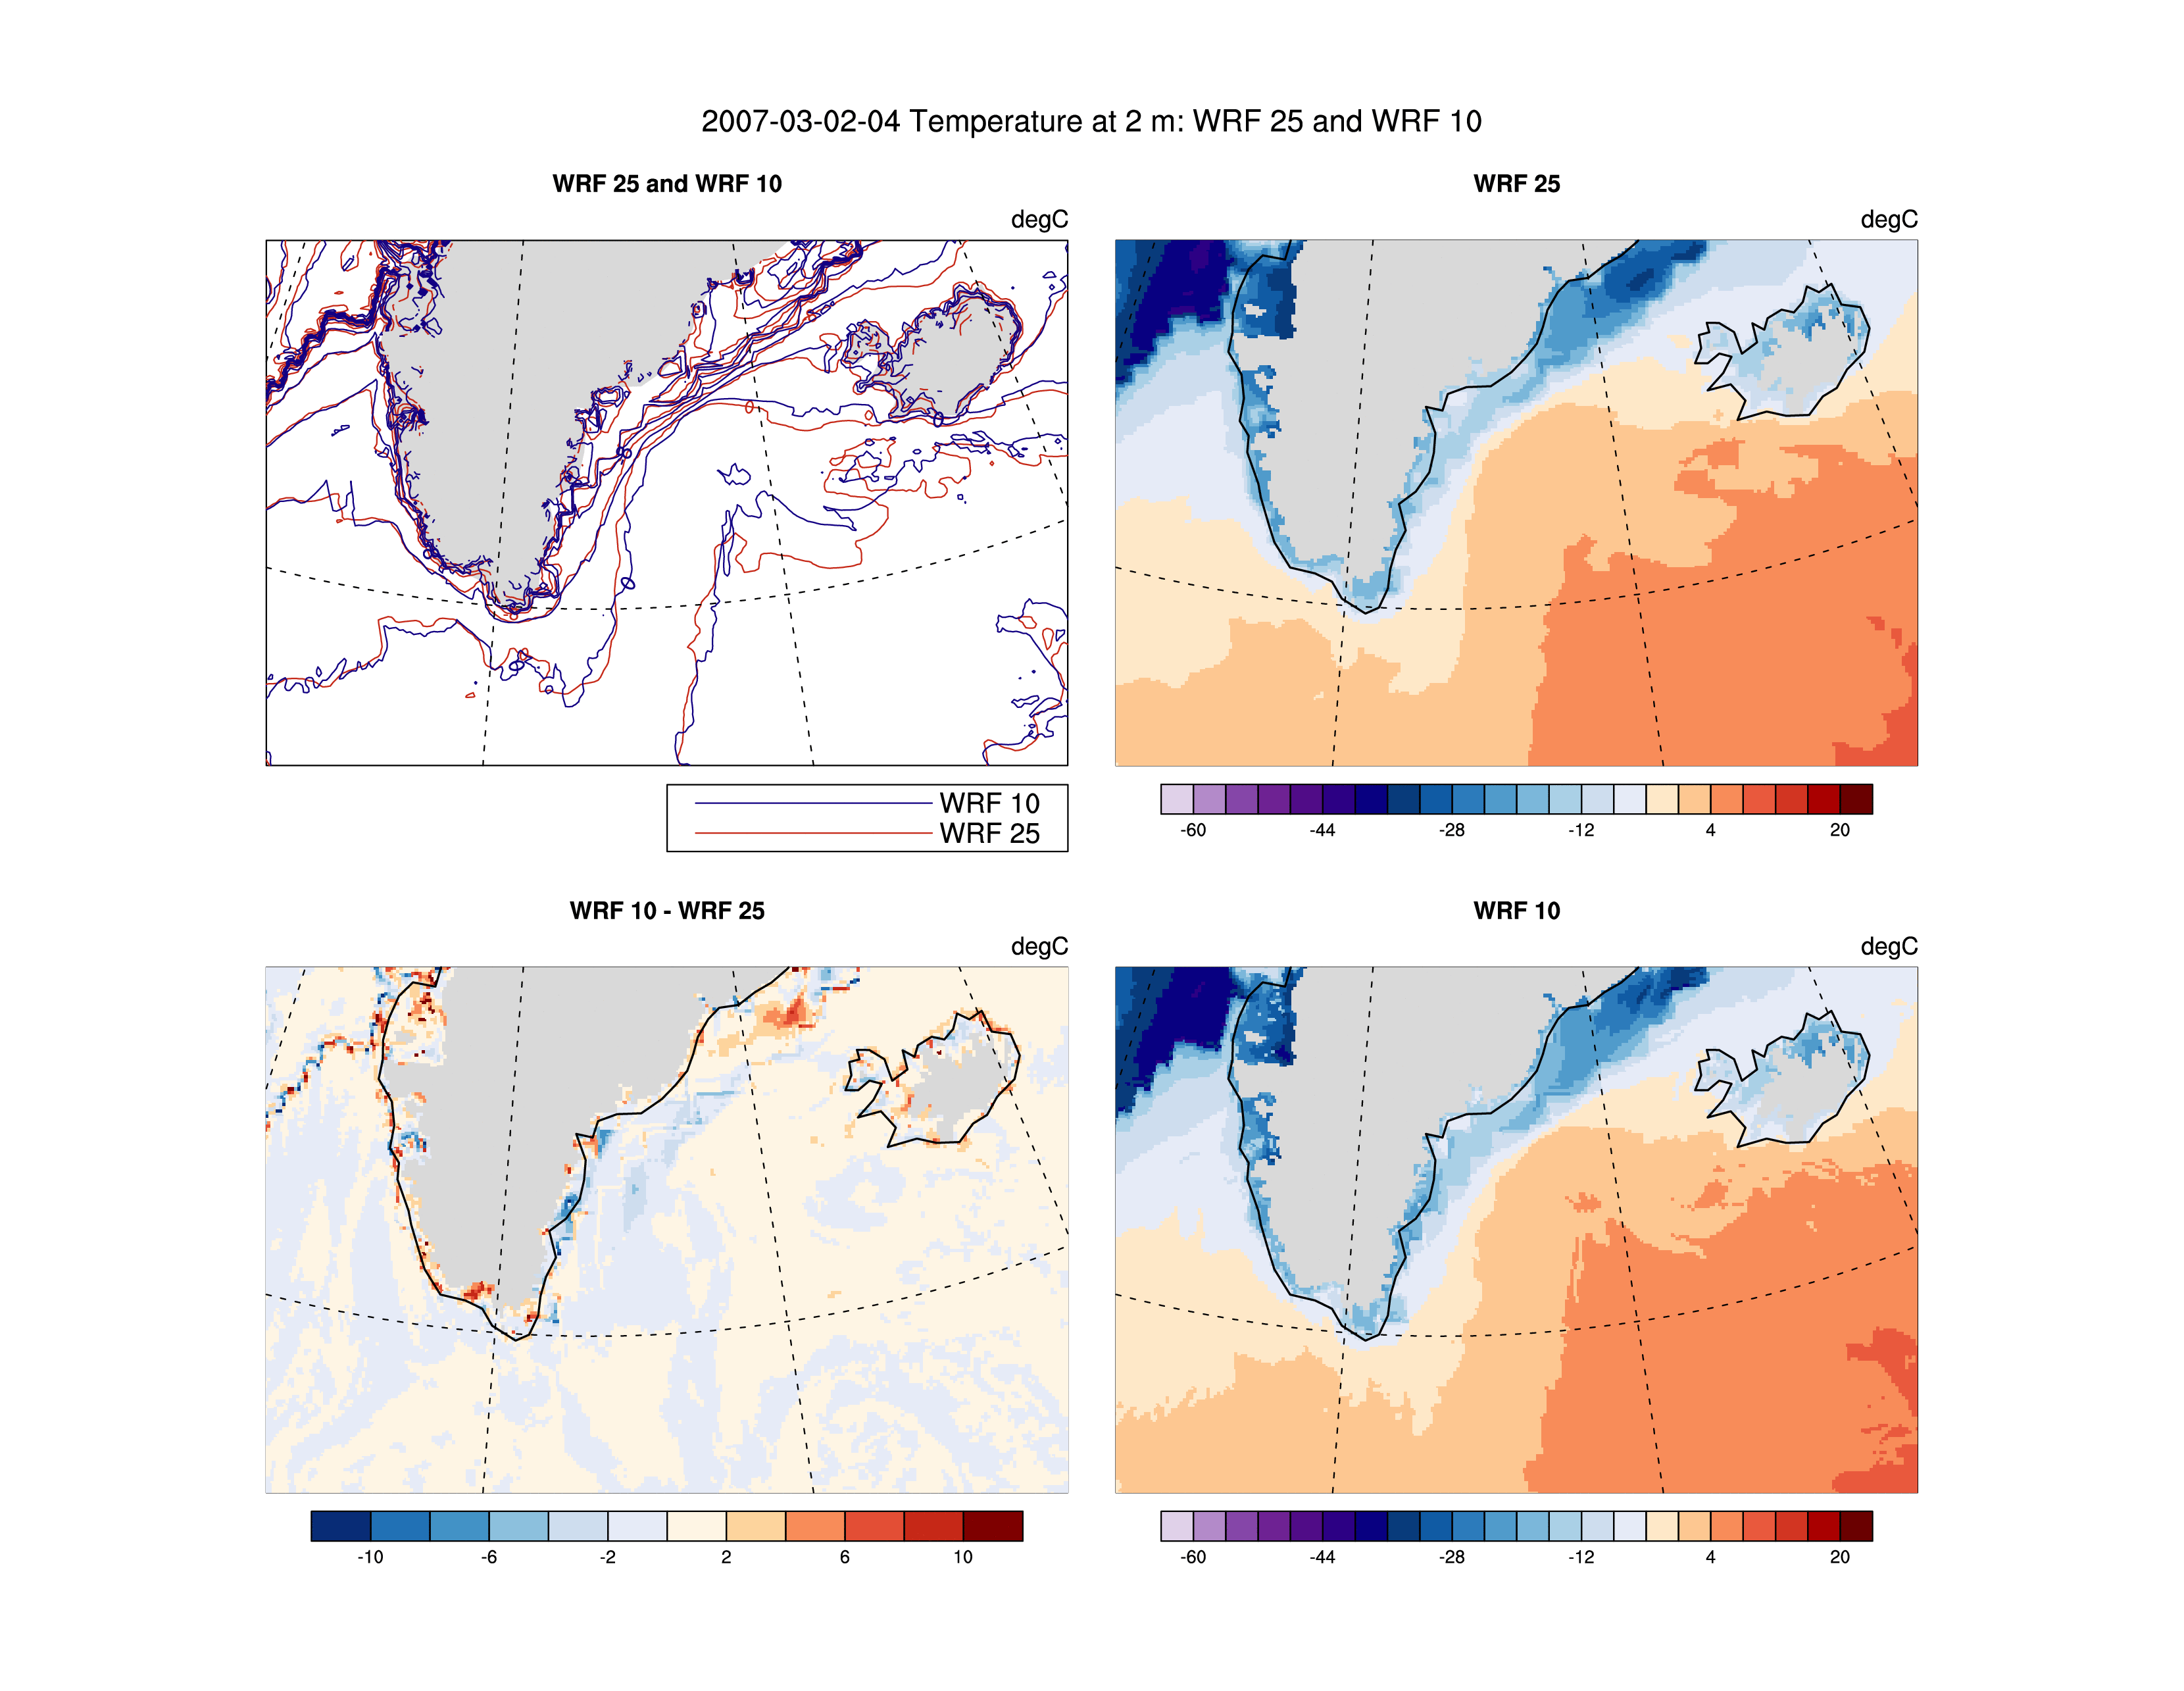 2007-03-02-04 Temperature at 2 m: WRF 25 and WRF 10
WRF 25 and WRF 10
degC
WRF 10
WRF 25
WRF 25
degC
-60 -44 -28 -12 4 20
WRF 10 - WRF 25
degC
-10 -6 -2 2 6 10
WRF 10
degC
-60 -44 -28 -12 4 20